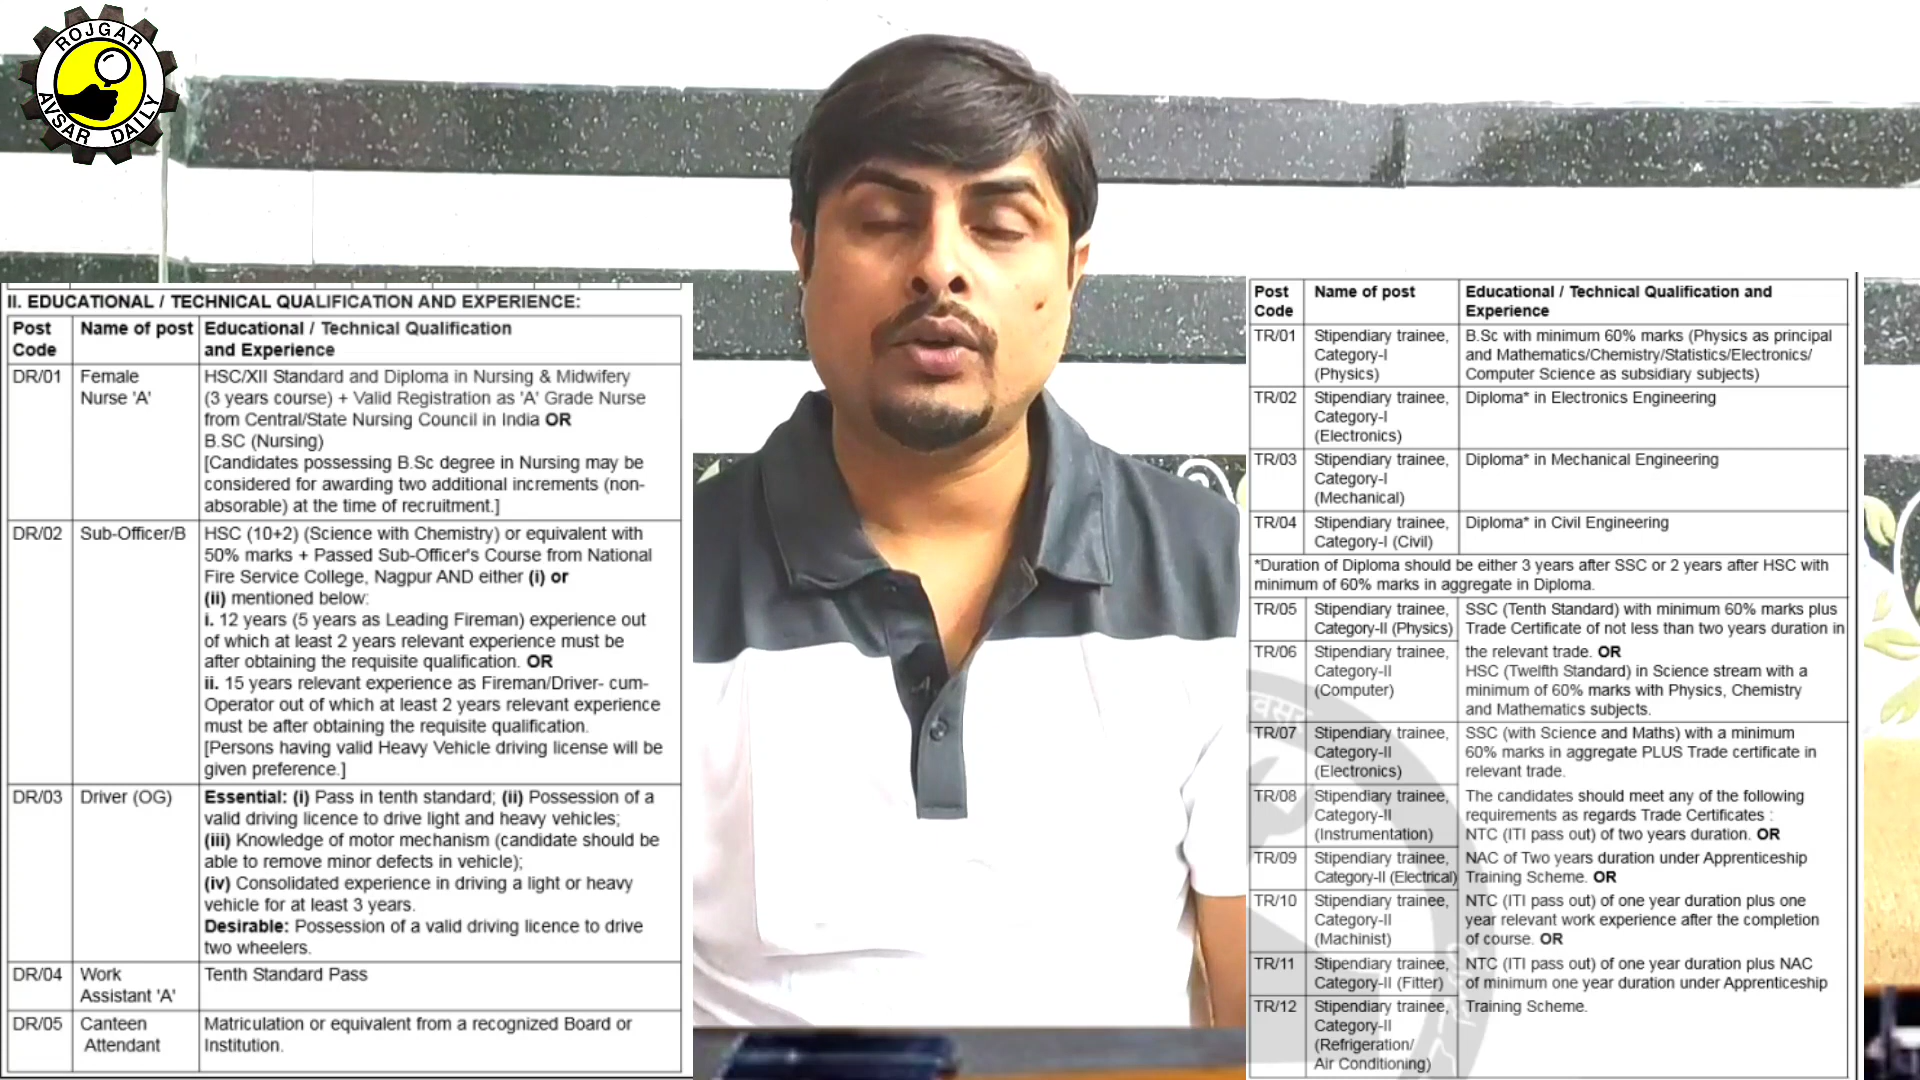 ROJGAR
AVSAR DAILY
II. EDUCATIONAL / TECHNICAL QUALIFICATION AND EXPERIENCE:
Post Code | Name of post | Educational / Technical Qualification and Experience
DR/01 Female Nurse 'A'
HSC/XII Standard and Diploma in Nursing & Midwifery
(3 years course) + Valid Registration as 'A' Grade Nurse
from Central/State Nursing Council in India OR
B.SC (Nursing)
[Candidates possessing B.Sc degree in Nursing may be
considered for awarding two additional increments (non-
absorable) at the time of recruitment.]
DR/02 Sub-Officer/B
HSC (10+2) (Science with Chemistry) or equivalent with
50% marks + Passed Sub-Officer's Course from National
Fire Service College, Nagpur AND either (i) or
(ii) mentioned below:
i. 12 years (5 years as Leading Fireman) experience out
of which at least 2 years relevant experience must be
after obtaining the requisite qualification. OR
ii. 15 years relevant experience as Fireman/Driver- cum-
Operator out of which at least 2 years relevant experience
must be after obtaining the requisite qualification.
[Persons having valid Heavy Vehicle driving license will be
given preference.]
DR/03 Driver (OG)
Essential: (i) Pass in tenth standard; (ii) Possession of a
valid driving licence to drive light and heavy vehicles;
(iii) Knowledge of motor mechanism (candidate should be
able to remove minor defects in vehicle);
(iv) Consolidated experience in driving a light or heavy
vehicle for at least 3 years.
Desirable: Possession of a valid driving licence to drive
two wheelers.
DR/04 Work Assistant 'A'
Tenth Standard Pass
DR/05 Canteen Attendant
Matriculation or equivalent from a recognized Board or
Institution.
Post Code | Name of post | Educational / Technical Qualification and Experience
TR/01 Stipendiary trainee, Category-I (Physics)
B.Sc with minimum 60% marks (Physics as principal
and Mathematics/Chemistry/Statistics/Electronics/
Computer Science as subsidiary subjects)
TR/02 Stipendiary trainee, Category-I (Electronics)
Diploma* in Electronics Engineering
TR/03 Stipendiary trainee, Category-I (Mechanical)
Diploma* in Mechanical Engineering
TR/04 Stipendiary trainee, Category-I (Civil)
Diploma* in Civil Engineering
*Duration of Diploma should be either 3 years after SSC or 2 years after HSC with
minimum of 60% marks in aggregate in Diploma.
TR/05 Stipendiary trainee, Category-II (Physics)
TR/06 Stipendiary trainee, Category-II (Computer)
SSC (Tenth Standard) with minimum 60% marks plus
Trade Certificate of not less than two years duration in
the relevant trade. OR
HSC (Twelfth Standard) in Science stream with a
minimum of 60% marks with Physics, Chemistry
and Mathematics subjects.
TR/07 Stipendiary trainee, Category-II (Electronics)
TR/08 Stipendiary trainee, Category-II (Instrumentation)
TR/09 Stipendiary trainee, Category-II (Electrical)
TR/10 Stipendiary trainee, Category-II (Machinist)
TR/11 Stipendiary trainee, Category-II (Fitter)
TR/12 Stipendiary trainee, Category-II (Refrigeration/ Air Conditioning)
SSC (with Science and Maths) with a minimum
60% marks in aggregate PLUS Trade certificate in
relevant trade.
The candidates should meet any of the following
requirements as regards Trade Certificates :
NTC (ITI pass out) of two years duration. OR
NAC of Two years duration under Apprenticeship
Training Scheme. OR
NTC (ITI pass out) of one year duration plus one
year relevant work experience after the completion
of course. OR
NTC (ITI pass out) of one year duration plus NAC
of minimum one year duration under Apprenticeship
Training Scheme.